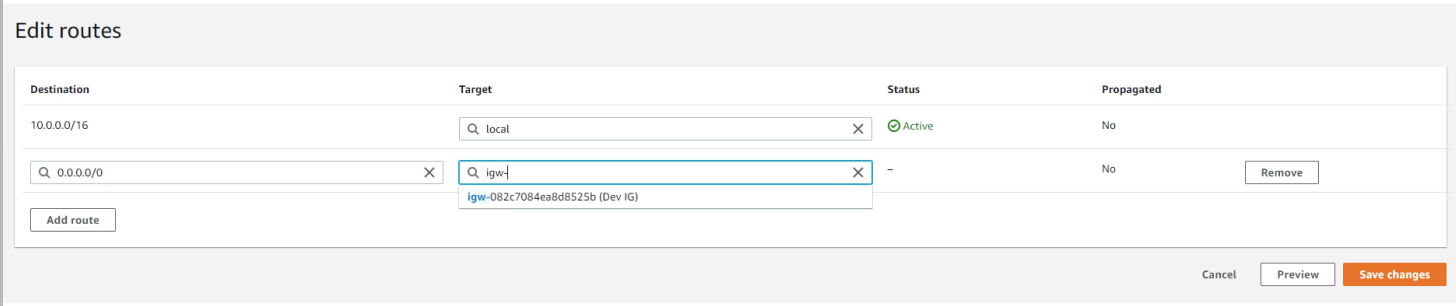 Edit routes
Destination Target Status Propagated
10.0.0.0/16 local Active No
0.0.0.0/0 igw- – No Remove
igw-082c7084ea8d8525b (Dev IG)
Add route
Cancel Preview Save changes